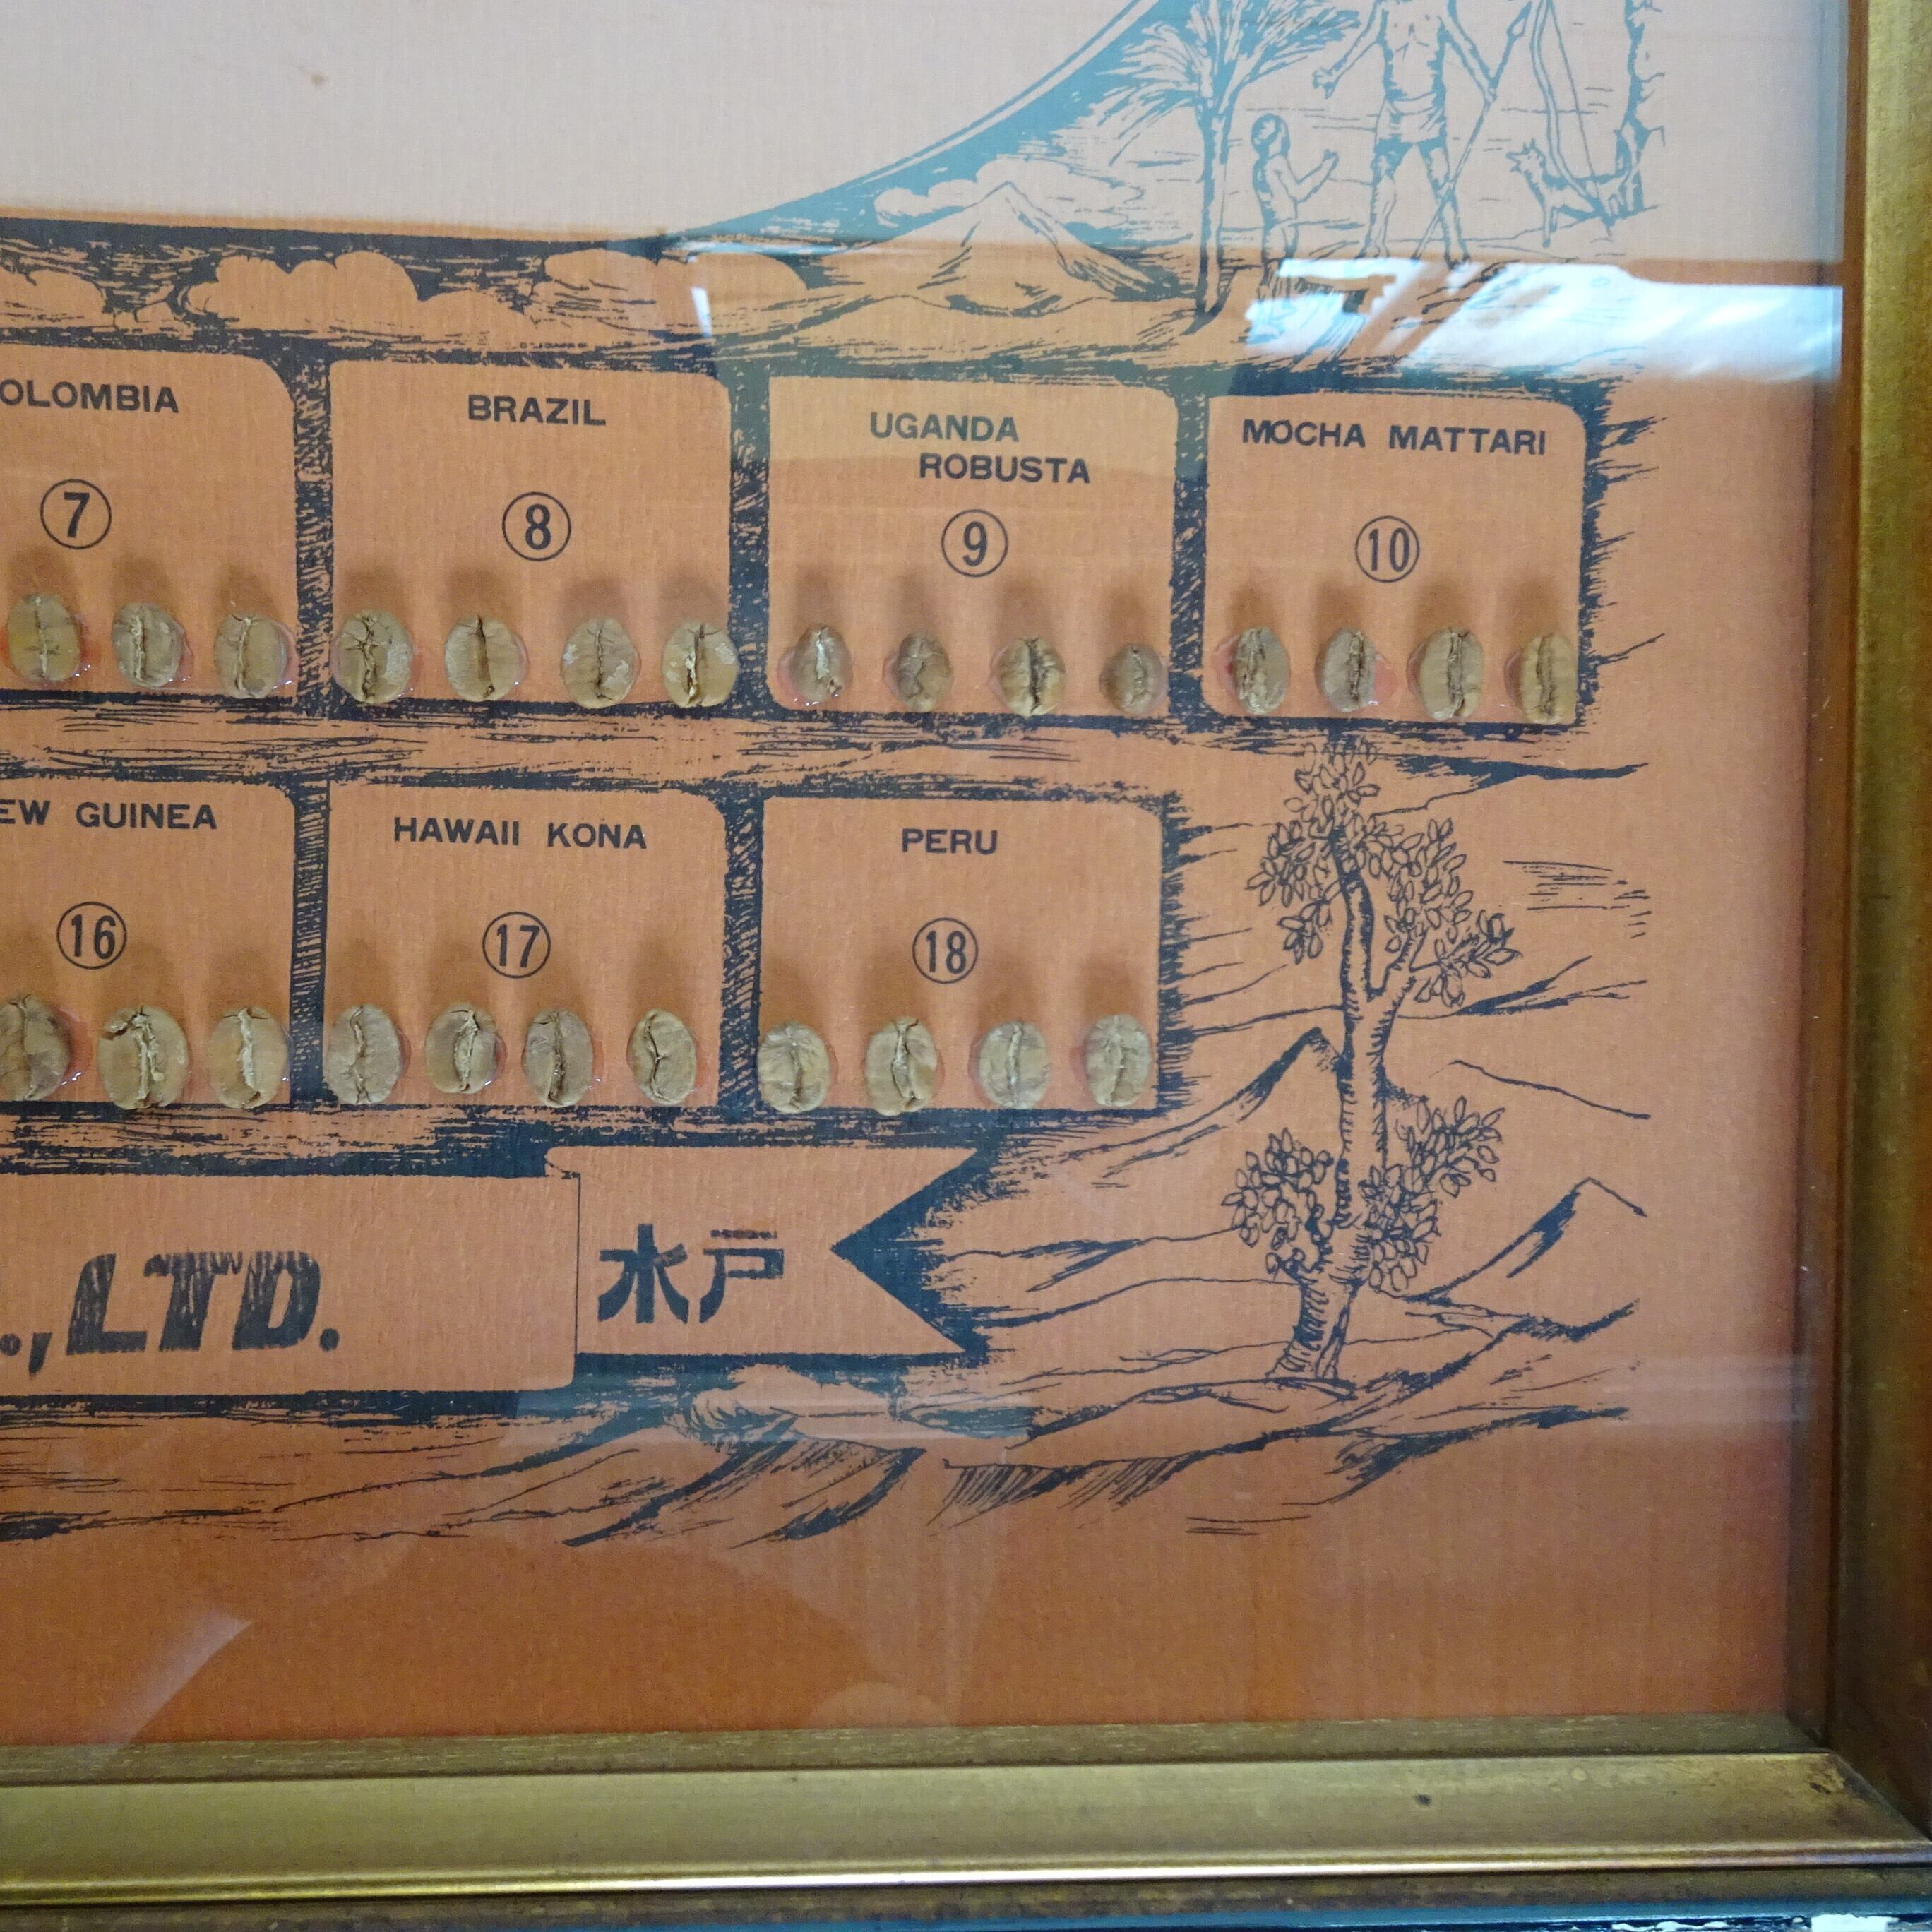 OLOMBIA
⑦
BRAZIL
⑧
UGANDA
ROBUSTA
⑨
MOCHA MATTARI
⑩
EW GUINEA
⑯
HAWAII KONA
⑰
PERU
⑱
.,LTD.
水戸